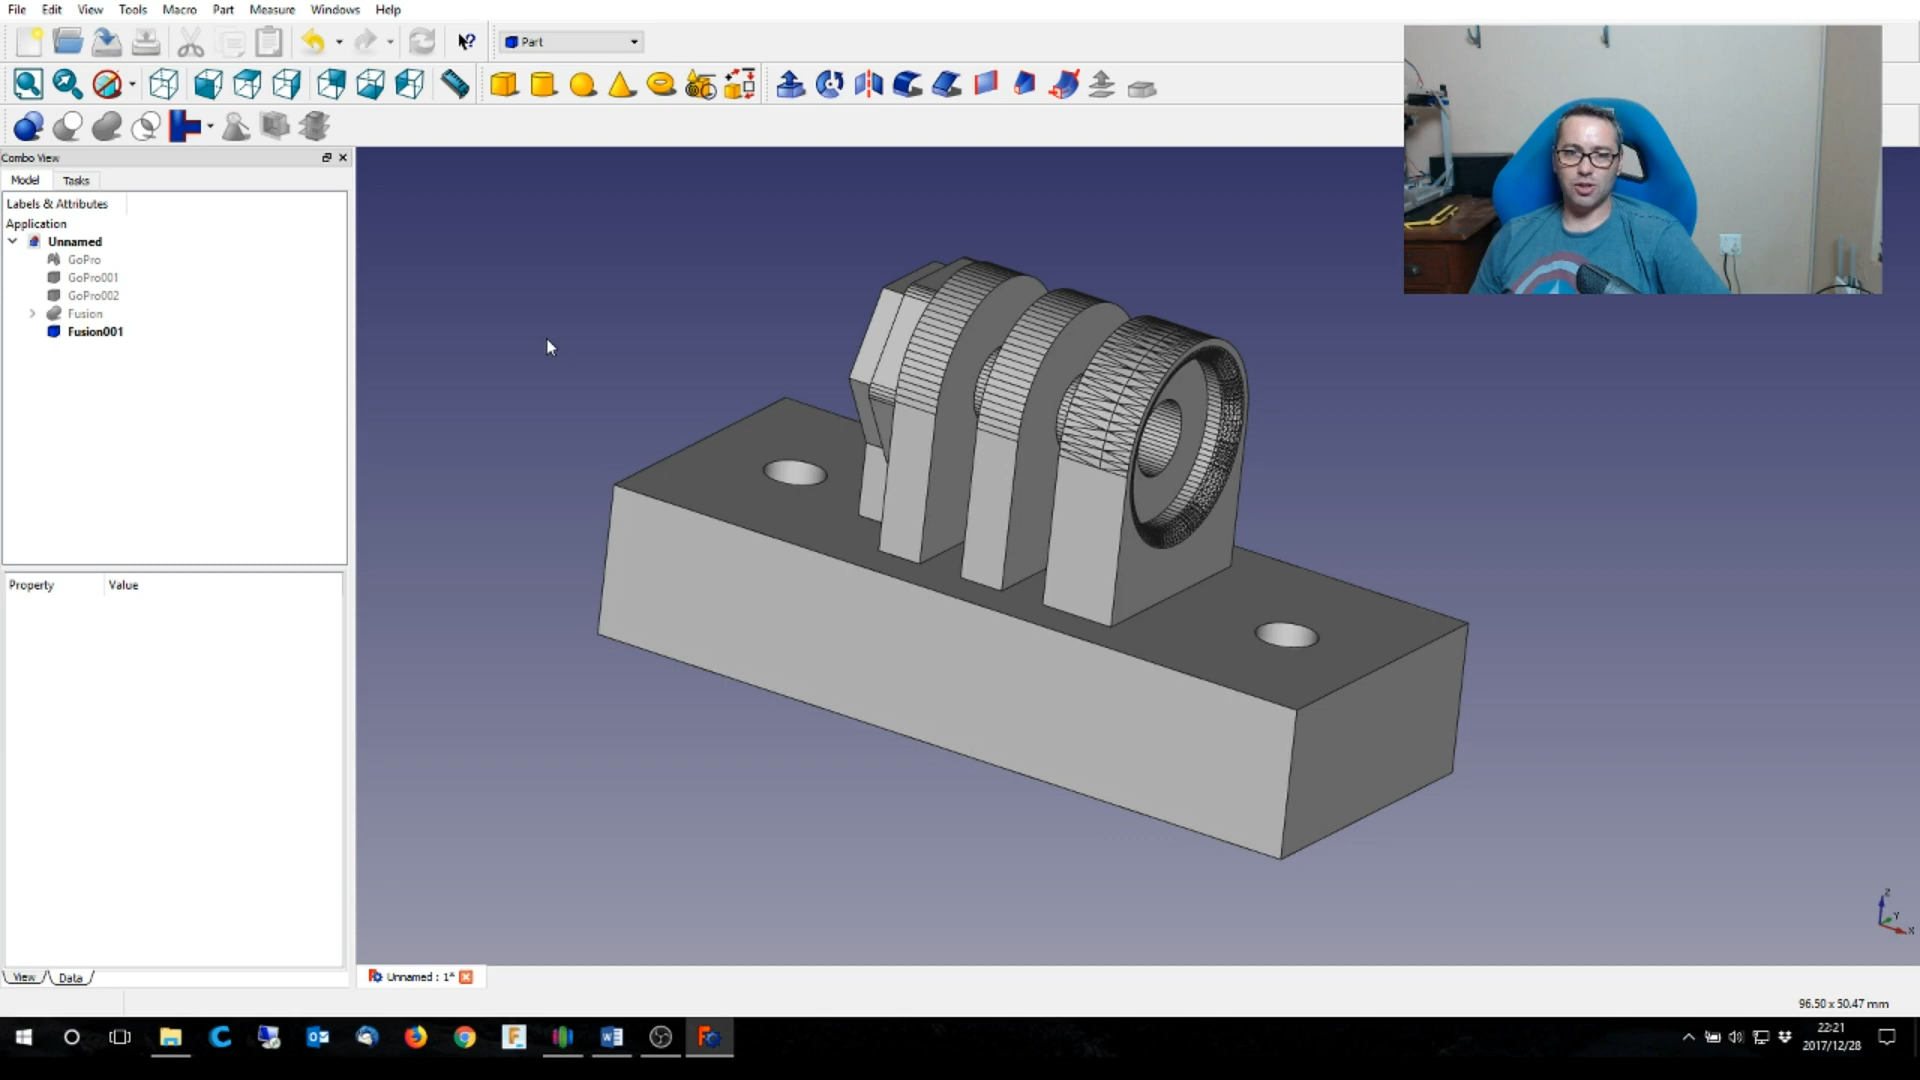 File Edit View Tools Macro Part Measure Windows Help
Part
Combo View
Model Tasks
Labels & Attributes
Application
Unnamed
GoPro
GoPro001
GoPro002
Fusion
Fusion001
Property Value
View Data
Unnamed : 1*
96.50 x 50.47 mm
Z
Y
X
22:21
2017/12/28